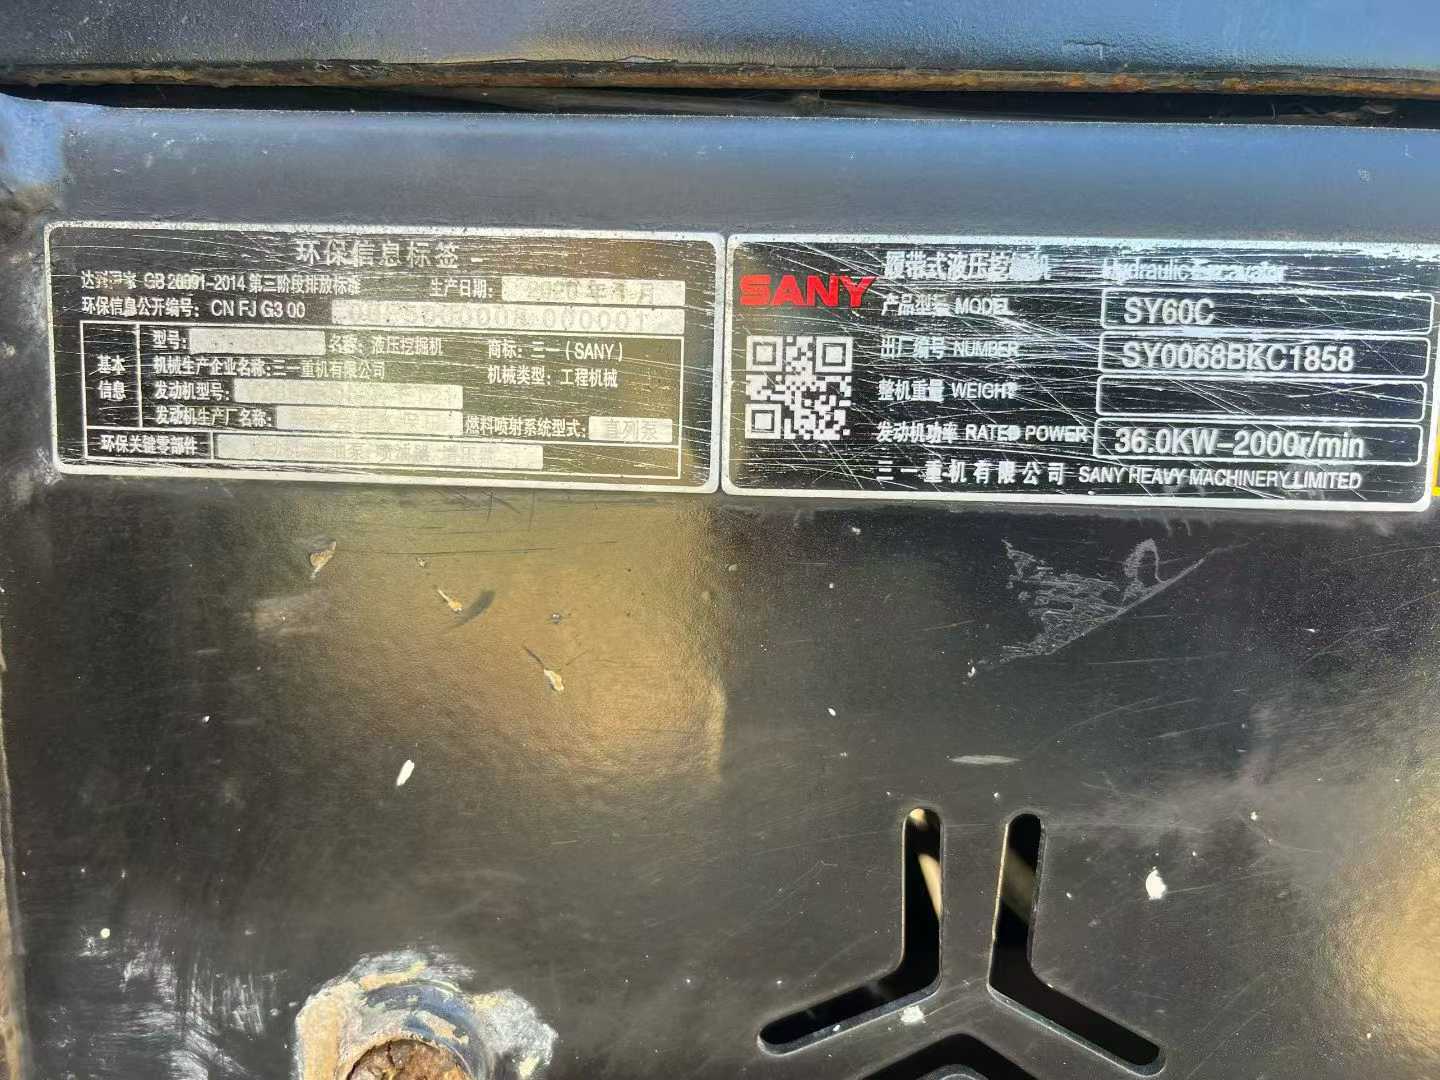 环保信息标签
达到国家 GB 20891-2014 第三阶段排放标准 生产日期: 年 月
环保信息公开编号: CN FJ G3 00 000001
基本信息
型号: 名称: 液压挖掘机 商标: 三一(SANY)
机械生产企业名称: 三一重机有限公司 机械类型: 工程机械
发动机型号:
发动机生产厂名称: 燃料喷射系统型式: 直列泵
环保关键零部件
SANY
履带式液压挖掘机 Hydraulic Excavator
产品型号 MODEL SY60C
出厂编号 NUMBER SY0068BKC1858
整机重量 WEIGHT
发动机功率 RATED POWER 36.0KW-2000r/min
三一重机有限公司 SANY HEAVY MACHINERY LIMITED